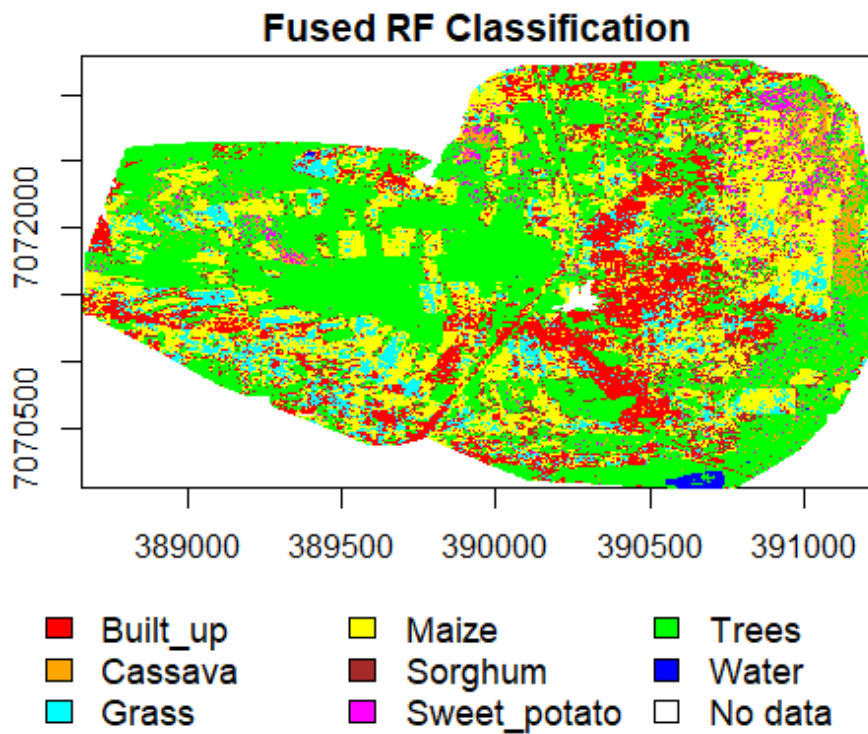 Fused RF Classification
7072000
7070500
389000 389500 390000 390500 391000
Built_up Maize Trees
Cassava Sorghum Water
Grass Sweet_potato No data